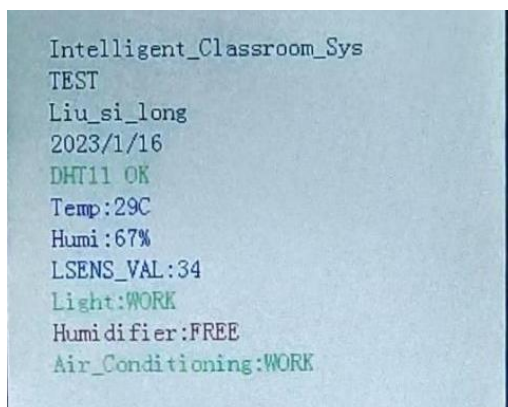 Intelligent_Classroom_Sys
TEST
Liu_si_long
2023/1/16
DHT11 OK
Temp:29C
Humi:67%
LSENS_VAL:34
Light:WORK
Humidifier:FREE
Air_Conditioning:WORK